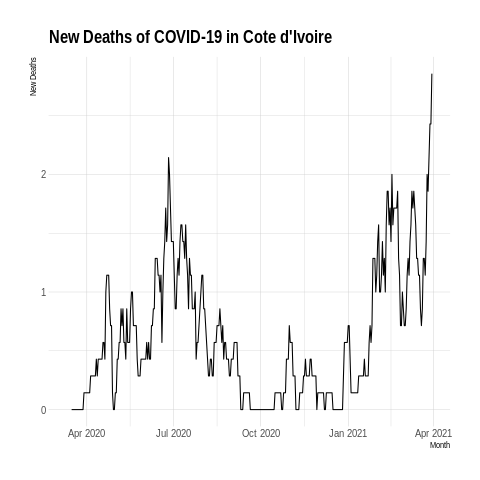 New Deaths of COVID-19 in Cote d'Ivoire
New Deaths
2
1
0
Apr 2020 Jul 2020 Oct 2020 Jan 2021 Apr 2021
Month